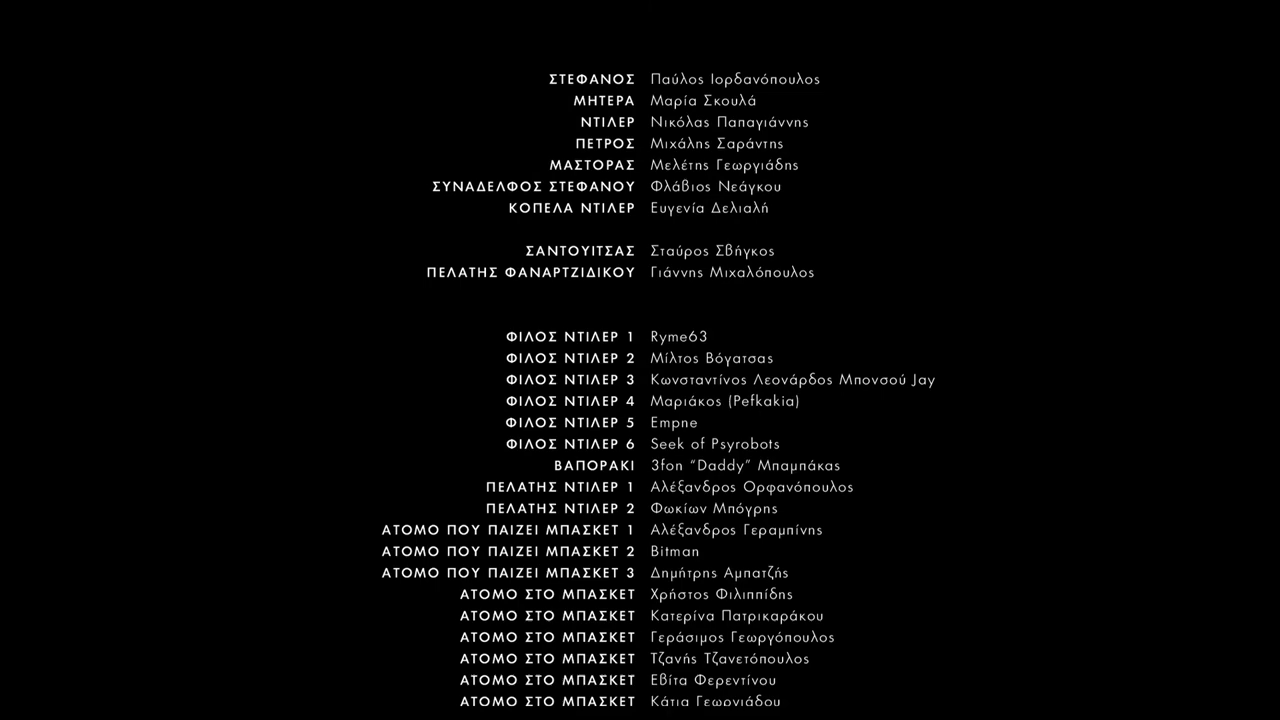 ΣΤΕΦΑΝΟΣ Παύλος Ιορδανόπουλος
ΜΗΤΕΡΑ Μαρία Σκουλά
ΝΤΙΛΕΡ Νικόλας Παπαγιάννης
ΠΕΤΡΟΣ Μιχάλης Σαράντης
ΜΑΣΤΟΡΑΣ Μελέτης Γεωργιάδης
ΣΥΝΑΔΕΛΦΟΣ ΣΤΕΦΑΝΟΥ Φλάβιος Νεάγκου
ΚΟΠΕΛΑ ΝΤΙΛΕΡ Ευγενία Δελιαλή
ΣΑΝΤΟΥΙΤΣΑΣ Σταύρος Σβήγκος
ΠΕΛΑΤΗΣ ΦΑΝΑΡΤΖΙΔΙΚΟΥ Γιάννης Μιχαλόπουλος
ΦΙΛΟΣ ΝΤΙΛΕΡ 1 Ryme63
ΦΙΛΟΣ ΝΤΙΛΕΡ 2 Μίλτος Βόγατσας
ΦΙΛΟΣ ΝΤΙΛΕΡ 3 Κωνσταντίνος Λεονάρδος Μπονσού Jay
ΦΙΛΟΣ ΝΤΙΛΕΡ 4 Μαριάκος (Pefkakia)
ΦΙΛΟΣ ΝΤΙΛΕΡ 5 Empne
ΦΙΛΟΣ ΝΤΙΛΕΡ 6 Seek of Psyrobots
ΒΑΠΟΡΑΚΙ 3fon “Daddy” Μπαμπάκας
ΠΕΛΑΤΗΣ ΝΤΙΛΕΡ 1 Αλέξανδρος Ορφανόπουλος
ΠΕΛΑΤΗΣ ΝΤΙΛΕΡ 2 Φωκίων Μπόγρης
ΑΤΟΜΟ ΠΟΥ ΠΑΙΖΕΙ ΜΠΑΣΚΕΤ 1 Αλέξανδρος Γεραμπίνης
ΑΤΟΜΟ ΠΟΥ ΠΑΙΖΕΙ ΜΠΑΣΚΕΤ 2 Bitman
ΑΤΟΜΟ ΠΟΥ ΠΑΙΖΕΙ ΜΠΑΣΚΕΤ 3 Δημήτρης Αμπατζής
ΑΤΟΜΟ ΣΤΟ ΜΠΑΣΚΕΤ Χρήστος Φιλιππίδης
ΑΤΟΜΟ ΣΤΟ ΜΠΑΣΚΕΤ Κατερίνα Πατρικαράκου
ΑΤΟΜΟ ΣΤΟ ΜΠΑΣΚΕΤ Γεράσιμος Γεωργόπουλος
ΑΤΟΜΟ ΣΤΟ ΜΠΑΣΚΕΤ Τζανής Τζανετόπουλος
ΑΤΟΜΟ ΣΤΟ ΜΠΑΣΚΕΤ Εβίτα Φερεντίνου
ΑΤΟΜΟ ΣΤΟ ΜΠΑΣΚΕΤ Κάτια Γεωργιάδου